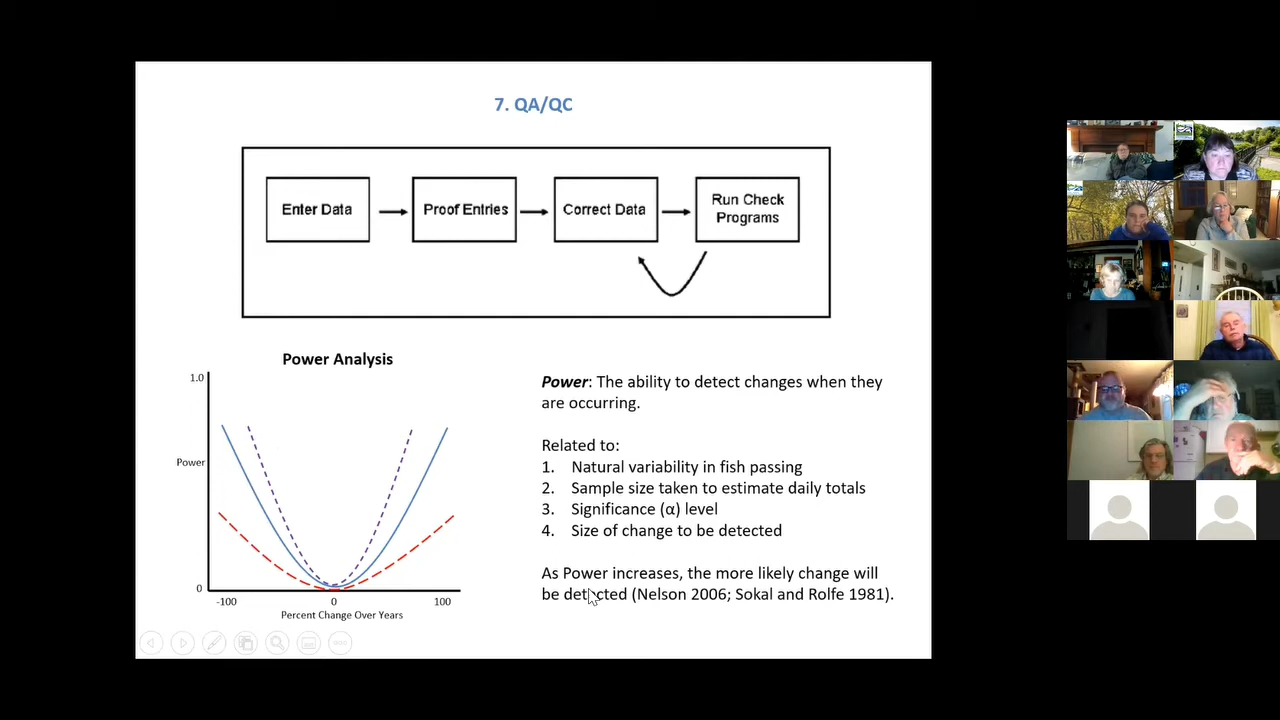 7. QA/QC
Enter Data
Proof Entries
Correct Data
Run Check
Programs
Power Analysis
1.0
Power
0
-100
0
100
Percent Change Over Years
Power: The ability to detect changes when they
are occurring.
Related to:
1. Natural variability in fish passing
2. Sample size taken to estimate daily totals
3. Significance (α) level
4. Size of change to be detected
As Power increases, the more likely change will
be detected (Nelson 2006; Sokal and Rolfe 1981).